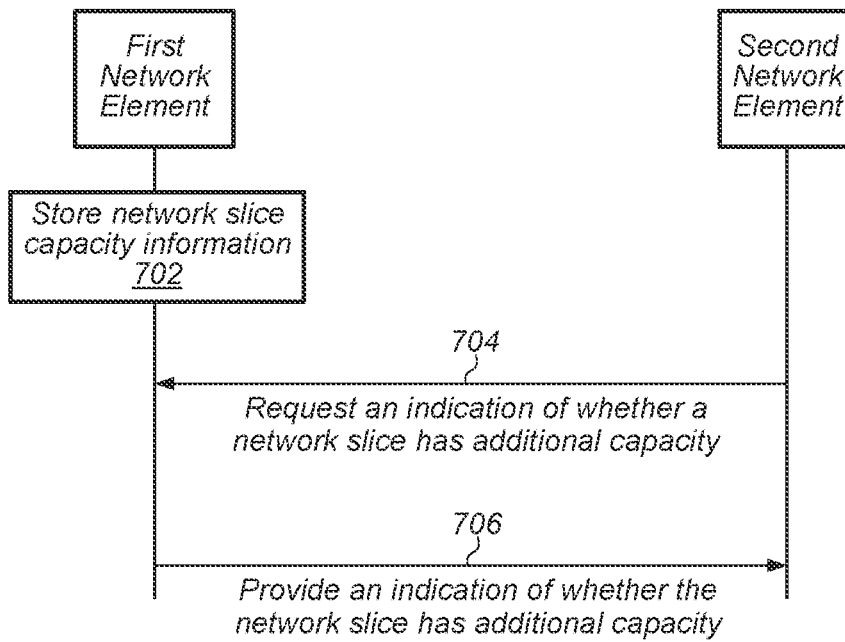 First
Network
Element
Second
Network
Element
Store network slice
capacity information
702
704
Request an indication of whether a
network slice has additional capacity
706
Provide an indication of whether the
network slice has additional capacity